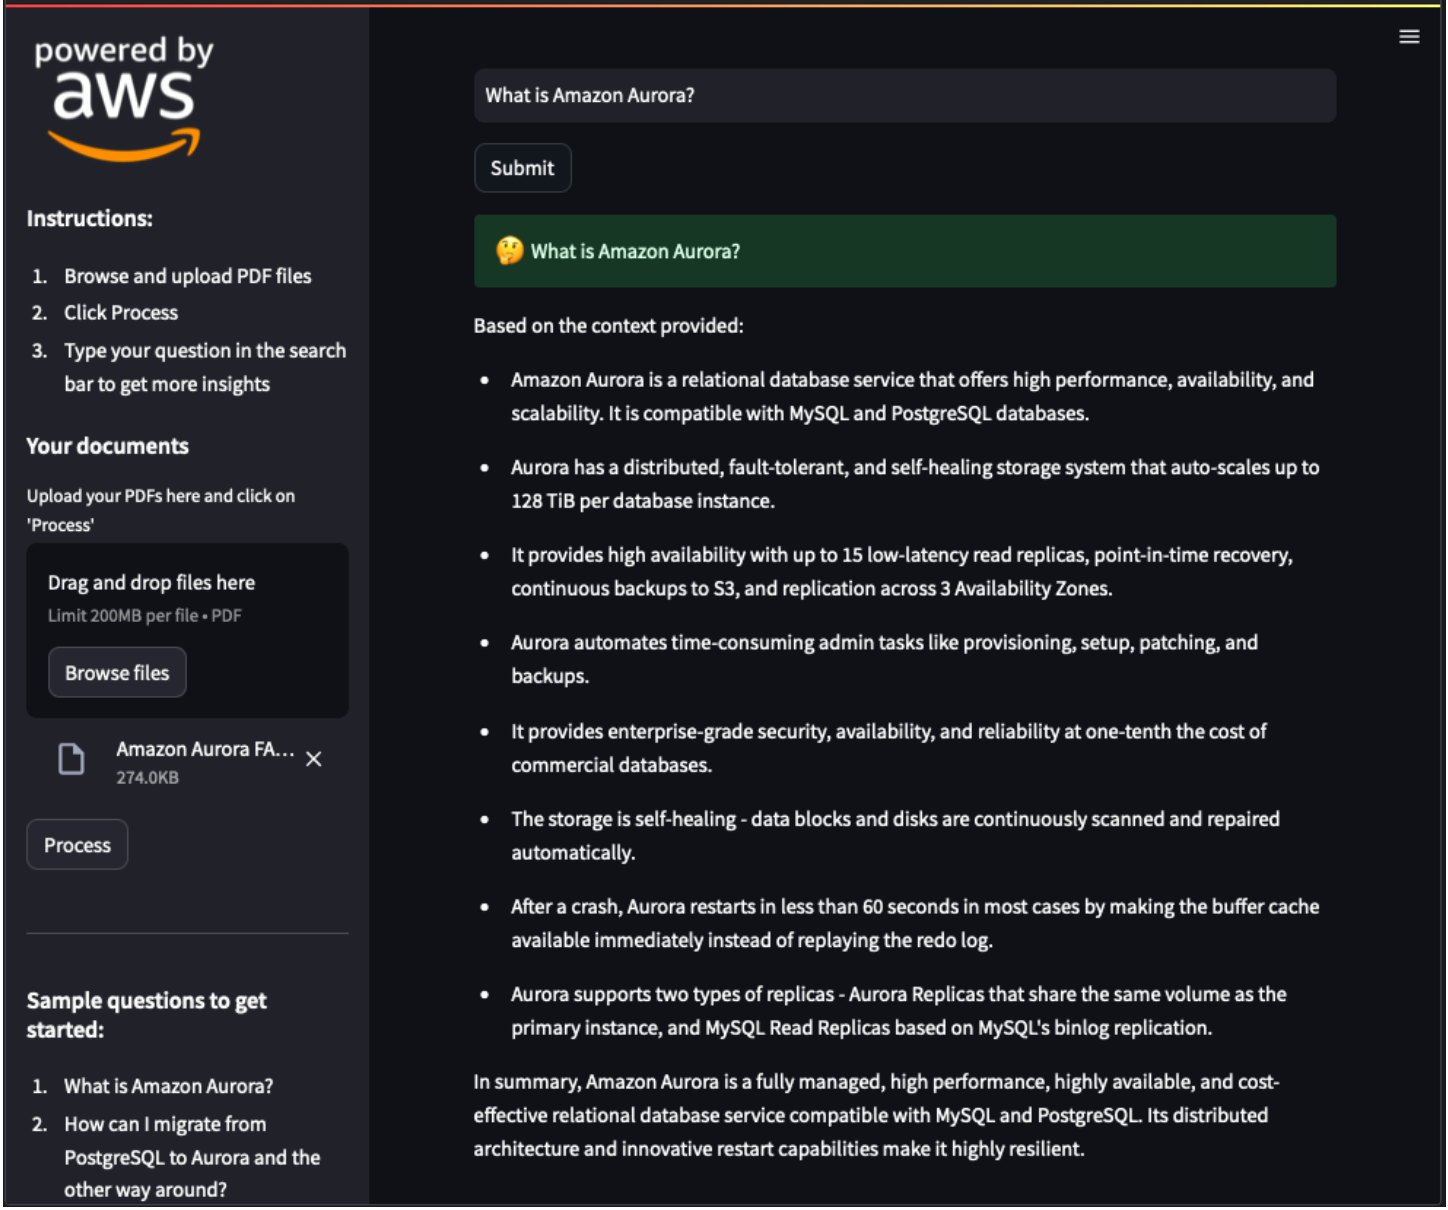 powered by
aws
Instructions:
1. Browse and upload PDF files
2. Click Process
3. Type your question in the search
bar to get more insights
Your documents
Upload your PDFs here and click on
'Process'
Drag and drop files here
Limit 200MB per file • PDF
Browse files
Amazon Aurora FA...
274.0KB
Process
Sample questions to get
started:
1. What is Amazon Aurora?
2. How can I migrate from
PostgreSQL to Aurora and the
other way around?
What is Amazon Aurora?
Submit
🤔 What is Amazon Aurora?
Based on the context provided:
• Amazon Aurora is a relational database service that offers high performance, availability, and
scalability. It is compatible with MySQL and PostgreSQL databases.
• Aurora has a distributed, fault-tolerant, and self-healing storage system that auto-scales up to
128 TiB per database instance.
• It provides high availability with up to 15 low-latency read replicas, point-in-time recovery,
continuous backups to S3, and replication across 3 Availability Zones.
• Aurora automates time-consuming admin tasks like provisioning, setup, patching, and
backups.
• It provides enterprise-grade security, availability, and reliability at one-tenth the cost of
commercial databases.
• The storage is self-healing - data blocks and disks are continuously scanned and repaired
automatically.
• After a crash, Aurora restarts in less than 60 seconds in most cases by making the buffer cache
available immediately instead of replaying the redo log.
• Aurora supports two types of replicas - Aurora Replicas that share the same volume as the
primary instance, and MySQL Read Replicas based on MySQL's binlog replication.
In summary, Amazon Aurora is a fully managed, high performance, highly available, and cost-
effective relational database service compatible with MySQL and PostgreSQL. Its distributed
architecture and innovative restart capabilities make it highly resilient.